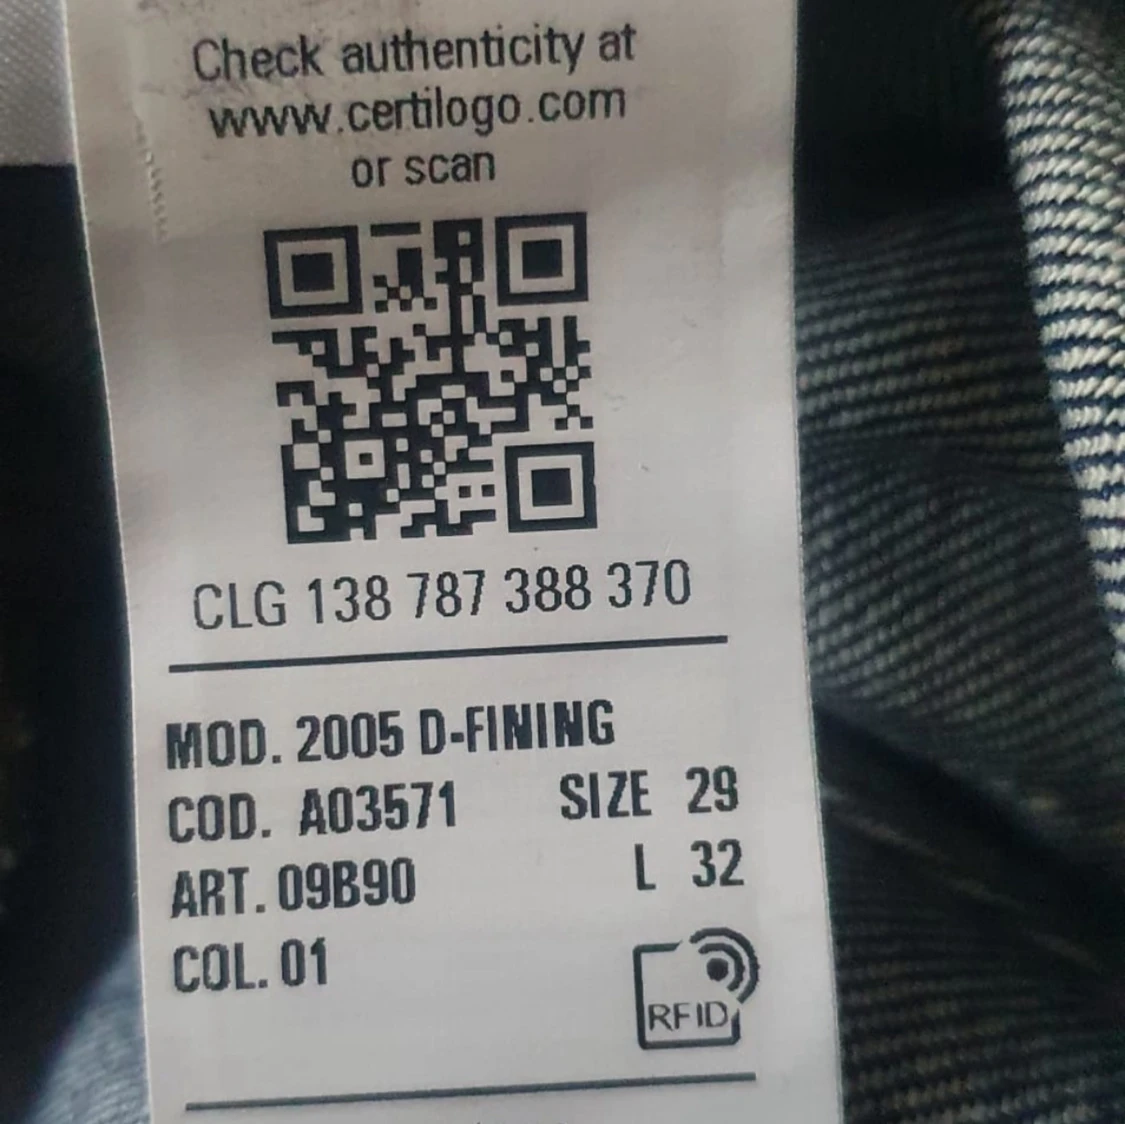 Check authenticity at
www.certilogo.com
or scan
CLG 138 787 388 370
MOD. 2005 D-FINING
COD. A03571 SIZE 29
ART. 09B90 L 32
COL. 01
RFID